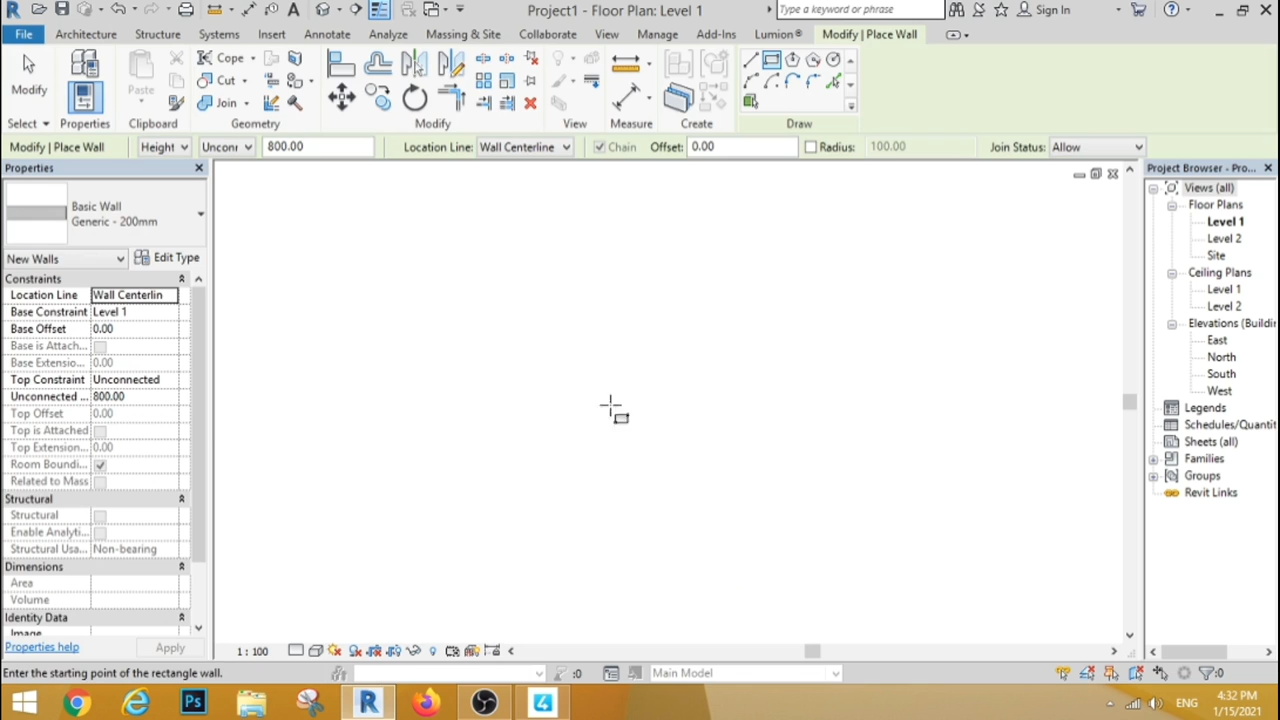 Project1 - Floor Plan: Level 1
Type a keyword or phrase
Sign In
File
Architecture
Structure
Systems
Insert
Annotate
Analyze
Massing & Site
Collaborate
View
Manage
Add-Ins
Lumion®
Modify | Place Wall
Modify
Paste
Cope
Cut
Join
Select
Properties
Clipboard
Geometry
Modify
View
Measure
Create
Draw
Modify | Place Wall
Height
Unconr
800.00
Location Line:
Wall Centerline
Chain
Offset:
0.00
Radius:
100.00
Join Status:
Allow
Properties
Basic Wall
Generic - 200mm
New Walls
Edit Type
Constraints
Location Line Wall Centerlin
Base Constraint Level 1
Base Offset 0.00
Base is Attach...
Base Extensio... 0.00
Top Constraint Unconnected
Unconnected ... 800.00
Top Offset 0.00
Top is Attached
Top Extension... 0.00
Room Boundi...
Related to Mass
Structural
Structural
Enable Analyti...
Structural Usa... Non-bearing
Dimensions
Area
Volume
Identity Data
Image
Properties help
Apply
Project Browser - Pro...
Views (all)
Floor Plans
Level 1
Level 2
Site
Ceiling Plans
Level 1
Level 2
Elevations (Buildin
East
North
South
West
Legends
Schedules/Quantit
Sheets (all)
Families
Groups
Revit Links
1 : 100
Enter the starting point of the rectangle wall.
:0
Main Model
:0
Ps
R
4
ENG
4:32 PM
1/15/2021